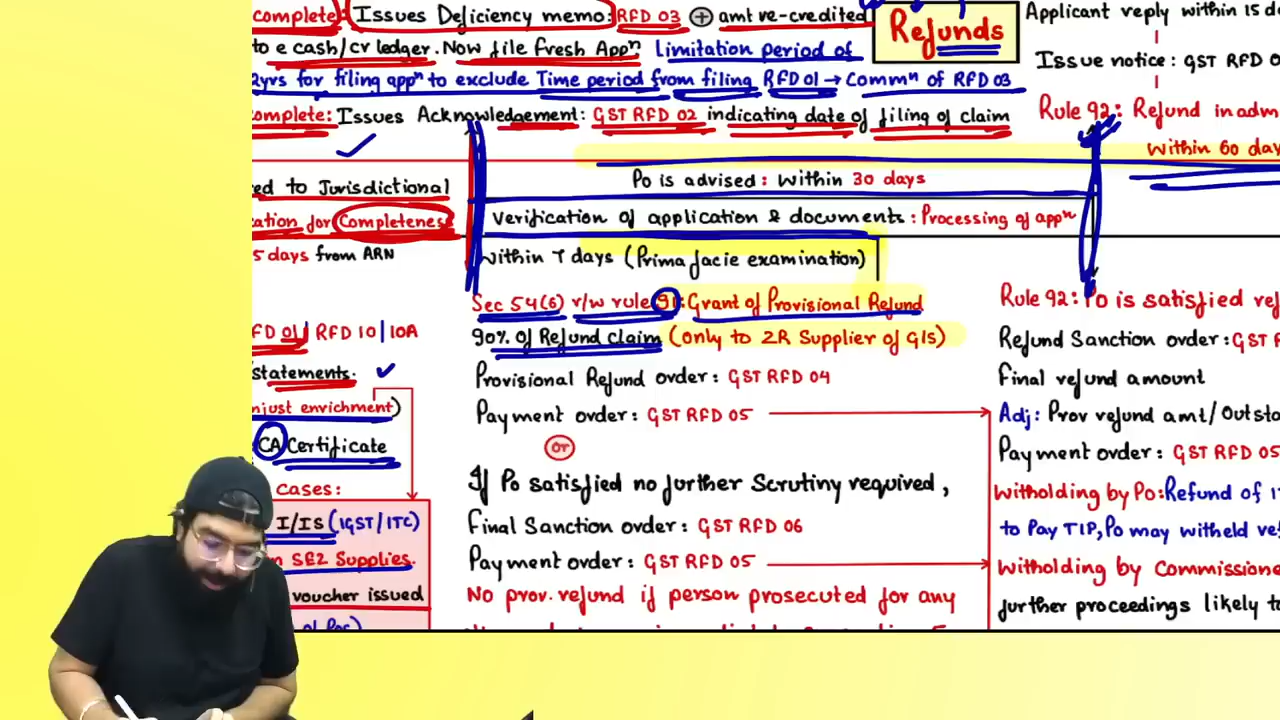 complete: Issues Deficiency memo: RFD 03 + amt re-credited
to e cash/cr ledger. Now file fresh Appⁿ Limitation period of
2yrs for filing appⁿ to exclude Time period from filing RFD 01 → Commⁿ of RFD 03
omplete: Issues Acknowledgement: GST RFD 02 indicating date of filing of claim
Refunds
Applicant reply within 15 da
Issue notice: GST RFD 0
Rule 92: Refund inadm
within 60 day
ed to Jurisdictional
cation for Completeness
5 days from ARN
Po is advised: within 30 days
verification of application & documents: Processing of appⁿ
within 7 days (Prima facie examination)
Sec 54(6) r/w rule 91: Grant of Provisional Refund
90% of Refund claim (only to ZR Supplier of G/S)
Provisional Refund order: GST RFD 04
Payment order: GST RFD 05
or
If Po satisfied no further Scrutiny required,
Final Sanction order: GST RFD 06
Payment order: GST RFD 05
No prov. refund if person prosecuted for any
FD 01/ RFD 10/10A
statements.
njust enrichment)
CA Certificate
cases:
I/IS (IGST/ITC)
m SEZ Supplies.
voucher issued
of Pos)
Rule 92: Po is satisfied ref
Refund Sanction order: GST R
Final refund amount
Adj: Prov refund amt/Outsta
Payment order: GST RFD 05
witholding by Po: Refund of I
to Pay TIP, Po may witheld re
witholding by Commissione
further proceedings likely to